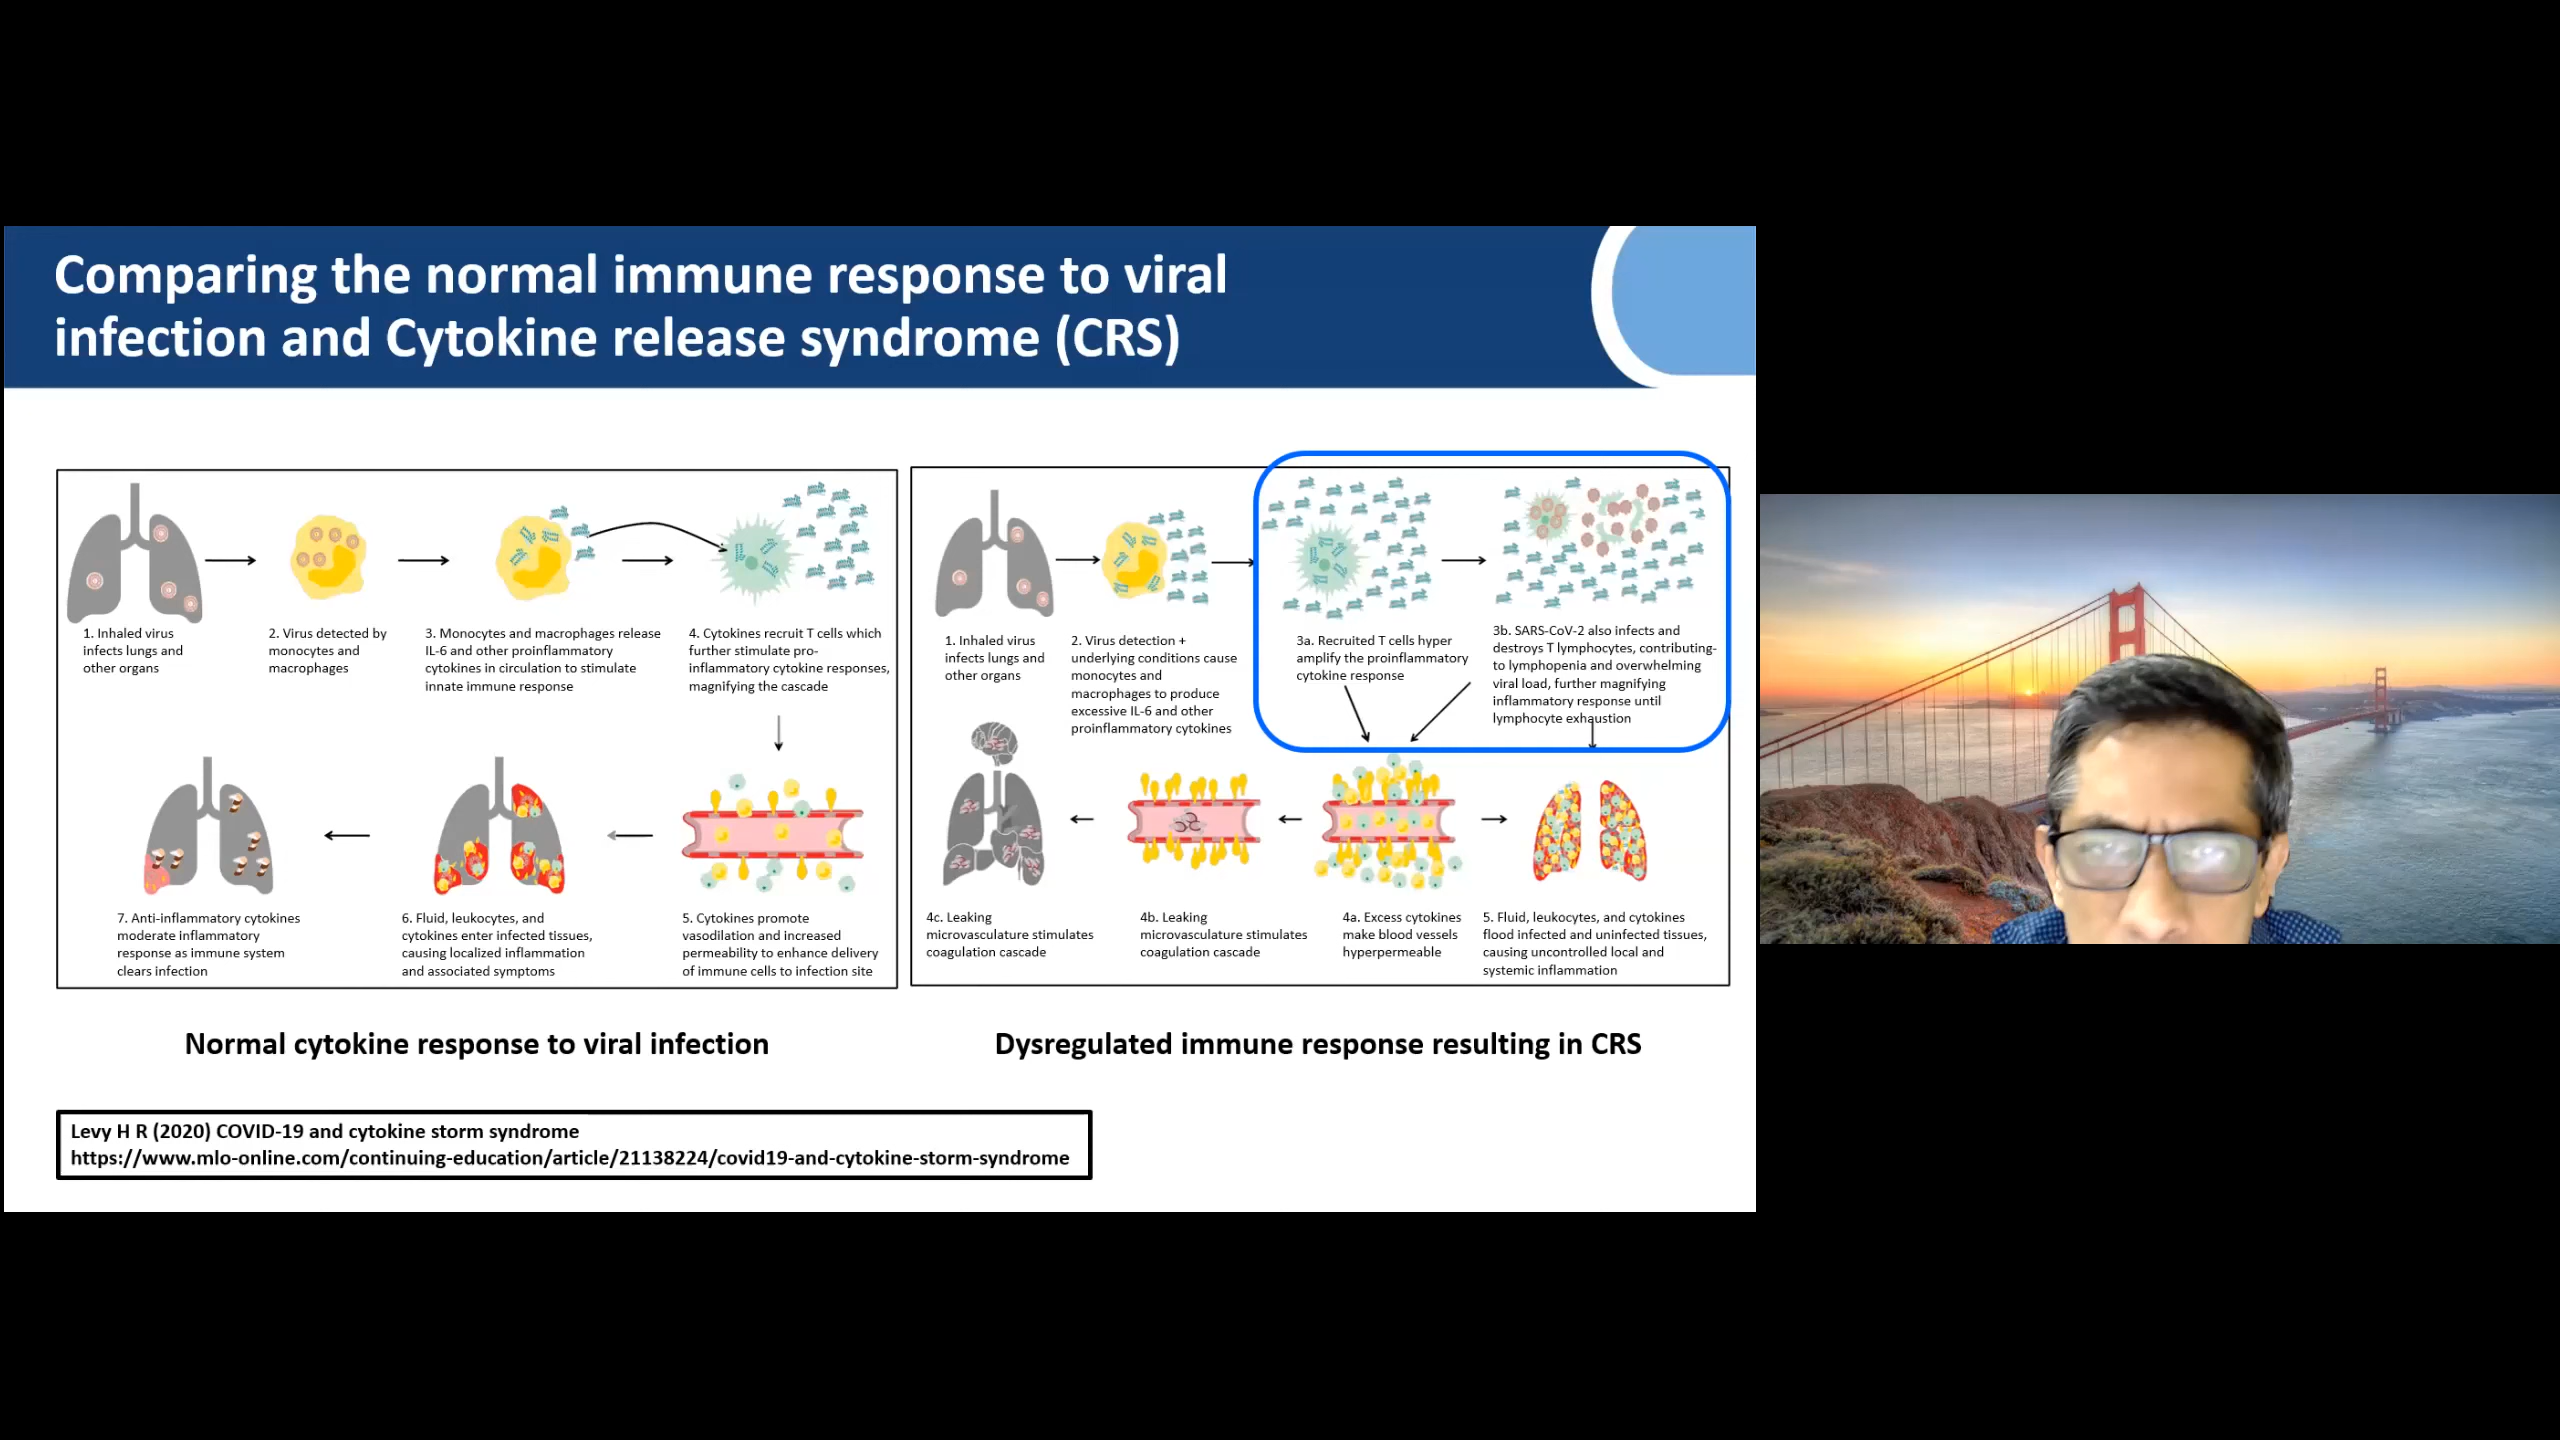 Comparing the normal immune response to viral
infection and Cytokine release syndrome (CRS)
1. Inhaled virus
infects lungs and
other organs
2. Virus detected by
monocytes and
macrophages
3. Monocytes and macrophages release
IL-6 and other proinflammatory
cytokines in circulation to stimulate
innate immune response
4. Cytokines recruit T cells which
further stimulate pro-
inflammatory cytokine responses,
magnifying the cascade
7. Anti-inflammatory cytokines
moderate inflammatory
response as immune system
clears infection
6. Fluid, leukocytes, and
cytokines enter infected tissues,
causing localized inflammation
and associated symptoms
5. Cytokines promote
vasodilation and increased
permeability to enhance delivery
of immune cells to infection site
Normal cytokine response to viral infection
1. Inhaled virus
infects lungs and
other organs
2. Virus detection +
underlying conditions cause
monocytes and
macrophages to produce
excessive IL-6 and other
proinflammatory cytokines
3a. Recruited T cells hyper
amplify the proinflammatory
cytokine response
3b. SARS-CoV-2 also infects and
destroys T lymphocytes, contributing-
to lymphopenia and overwhelming
viral load, further magnifying
inflammatory response until
lymphocyte exhaustion
4c. Leaking
microvasculature stimulates
coagulation cascade
4b. Leaking
microvasculature stimulates
coagulation cascade
4a. Excess cytokines
make blood vessels
hyperpermeable
5. Fluid, leukocytes, and cytokines
flood infected and uninfected tissues,
causing uncontrolled local and
systemic inflammation
Dysregulated immune response resulting in CRS
Levy H R (2020) COVID-19 and cytokine storm syndrome
https://www.mlo-online.com/continuing-education/article/21138224/covid19-and-cytokine-storm-syndrome